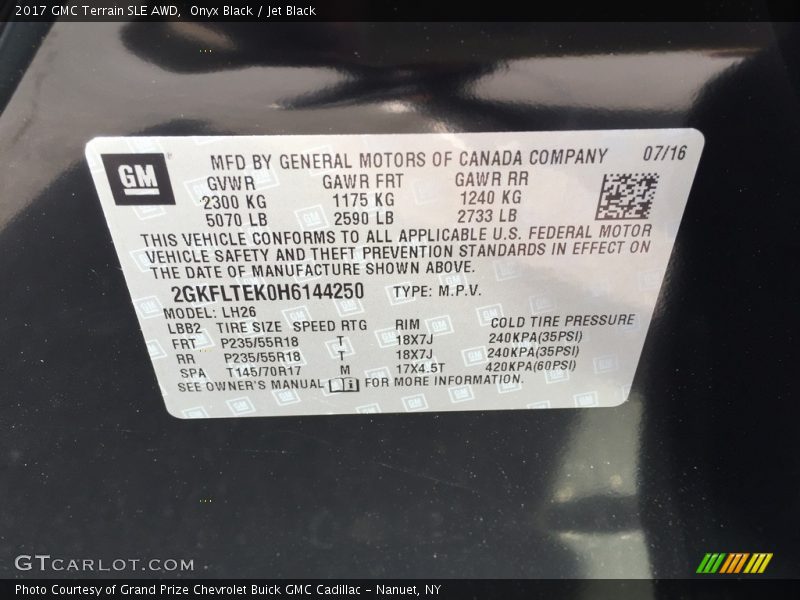 2017 GMC Terrain SLE AWD, Onyx Black / Jet Black
GM MFD BY GENERAL MOTORS OF CANADA COMPANY 07/16
GVWR GAWR FRT GAWR RR
2300 KG 1175 KG 1240 KG
5070 LB 2590 LB 2733 LB
THIS VEHICLE CONFORMS TO ALL APPLICABLE U.S. FEDERAL MOTOR
VEHICLE SAFETY AND THEFT PREVENTION STANDARDS IN EFFECT ON
THE DATE OF MANUFACTURE SHOWN ABOVE.
2GKFLTEK0H6144250 TYPE: M.P.V.
MODEL: LH26
LBB2 TIRE SIZE SPEED RTG RIM COLD TIRE PRESSURE
FRT P235/55R18 T 18X7J 240KPA(35PSI)
RR P235/55R18 T 18X7J 240KPA(35PSI)
SPA T145/70R17 M 17X4.5T 420KPA(60PSI)
SEE OWNER'S MANUAL FOR MORE INFORMATION.
GTCARLOT.COM
Photo Courtesy of Grand Prize Chevrolet Buick GMC Cadillac - Nanuet, NY